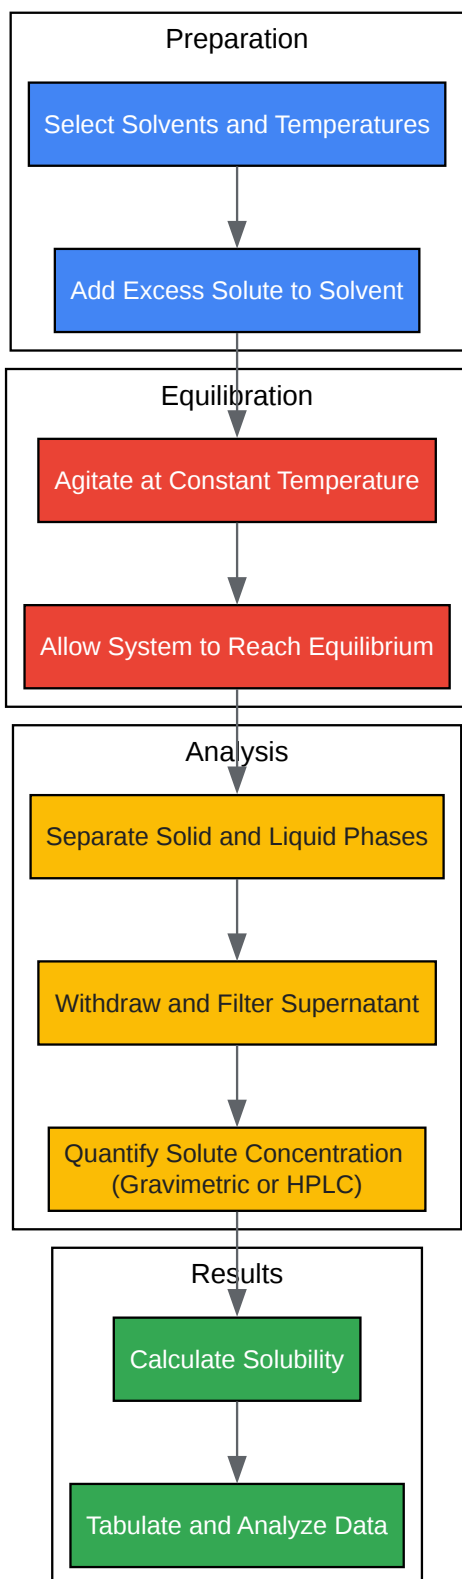 Preparation
Select Solvents and Temperatures
Add Excess Solute to Solvent
Equilibration
Agitate at Constant Temperature
Allow System to Reach Equilibrium
Analysis
Separate Solid and Liquid Phases
Withdraw and Filter Supernatant
Quantify Solute Concentration
(Gravimetric or HPLC)
Results
Calculate Solubility
Tabulate and Analyze Data